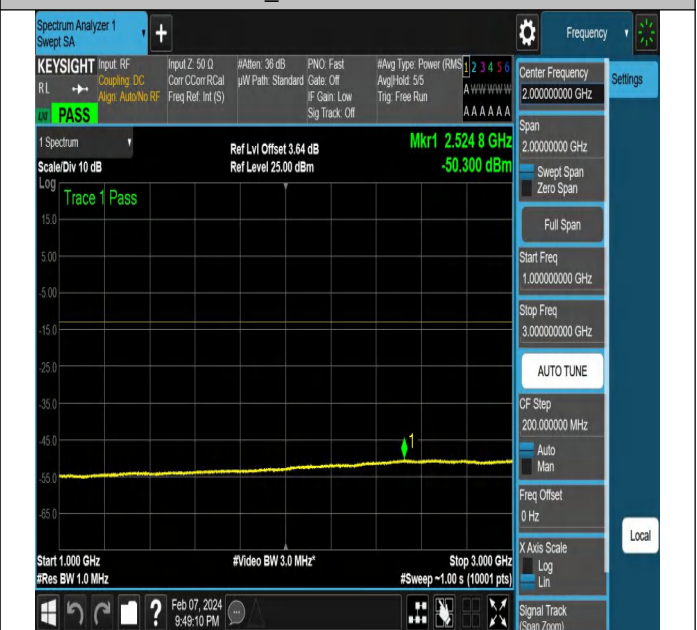 Spectrum Analyzer 1
Swept SA
+
Frequency
KEYSIGHT
RL
LXI
PASS
Input: RF
Coupling: DC
Align: Auto/No RF
Input Z: 50 Ω
Corr CCorr RCal
Freq Ref: Int (S)
#Atten: 36 dB
µW Path: Standard
PNO: Fast
Gate: Off
IF Gain: Low
Sig Track: Off
#Avg Type: Power (RMS
Avg|Hold: 5/5
Trig: Free Run
1 2 3 4 5 6
A W W W W W
A A A A A A
1 Spectrum
Scale/Div 10 dB
Ref Lvl Offset 3.64 dB
Ref Level 25.00 dBm
Mkr1 2.524 8 GHz
-50.300 dBm
Log
Trace 1 Pass
15.0
5.00
-5.00
-15.0
-25.0
-35.0
-45.0
-55.0
-65.0
1
Start 1.000 GHz
#Res BW 1.0 MHz
#Video BW 3.0 MHz*
Stop 3.000 GHz
#Sweep ~1.00 s (10001 pts)
?
Feb 07, 2024
9:49:10 PM
Center Frequency
2.000000000 GHz
Span
2.00000000 GHz
Swept Span
Zero Span
Full Span
Start Freq
1.000000000 GHz
Stop Freq
3.000000000 GHz
AUTO TUNE
CF Step
200.000000 MHz
Auto
Man
Freq Offset
0 Hz
X Axis Scale
Log
Lin
Signal Track
(Span Zoom)
Settings
Local